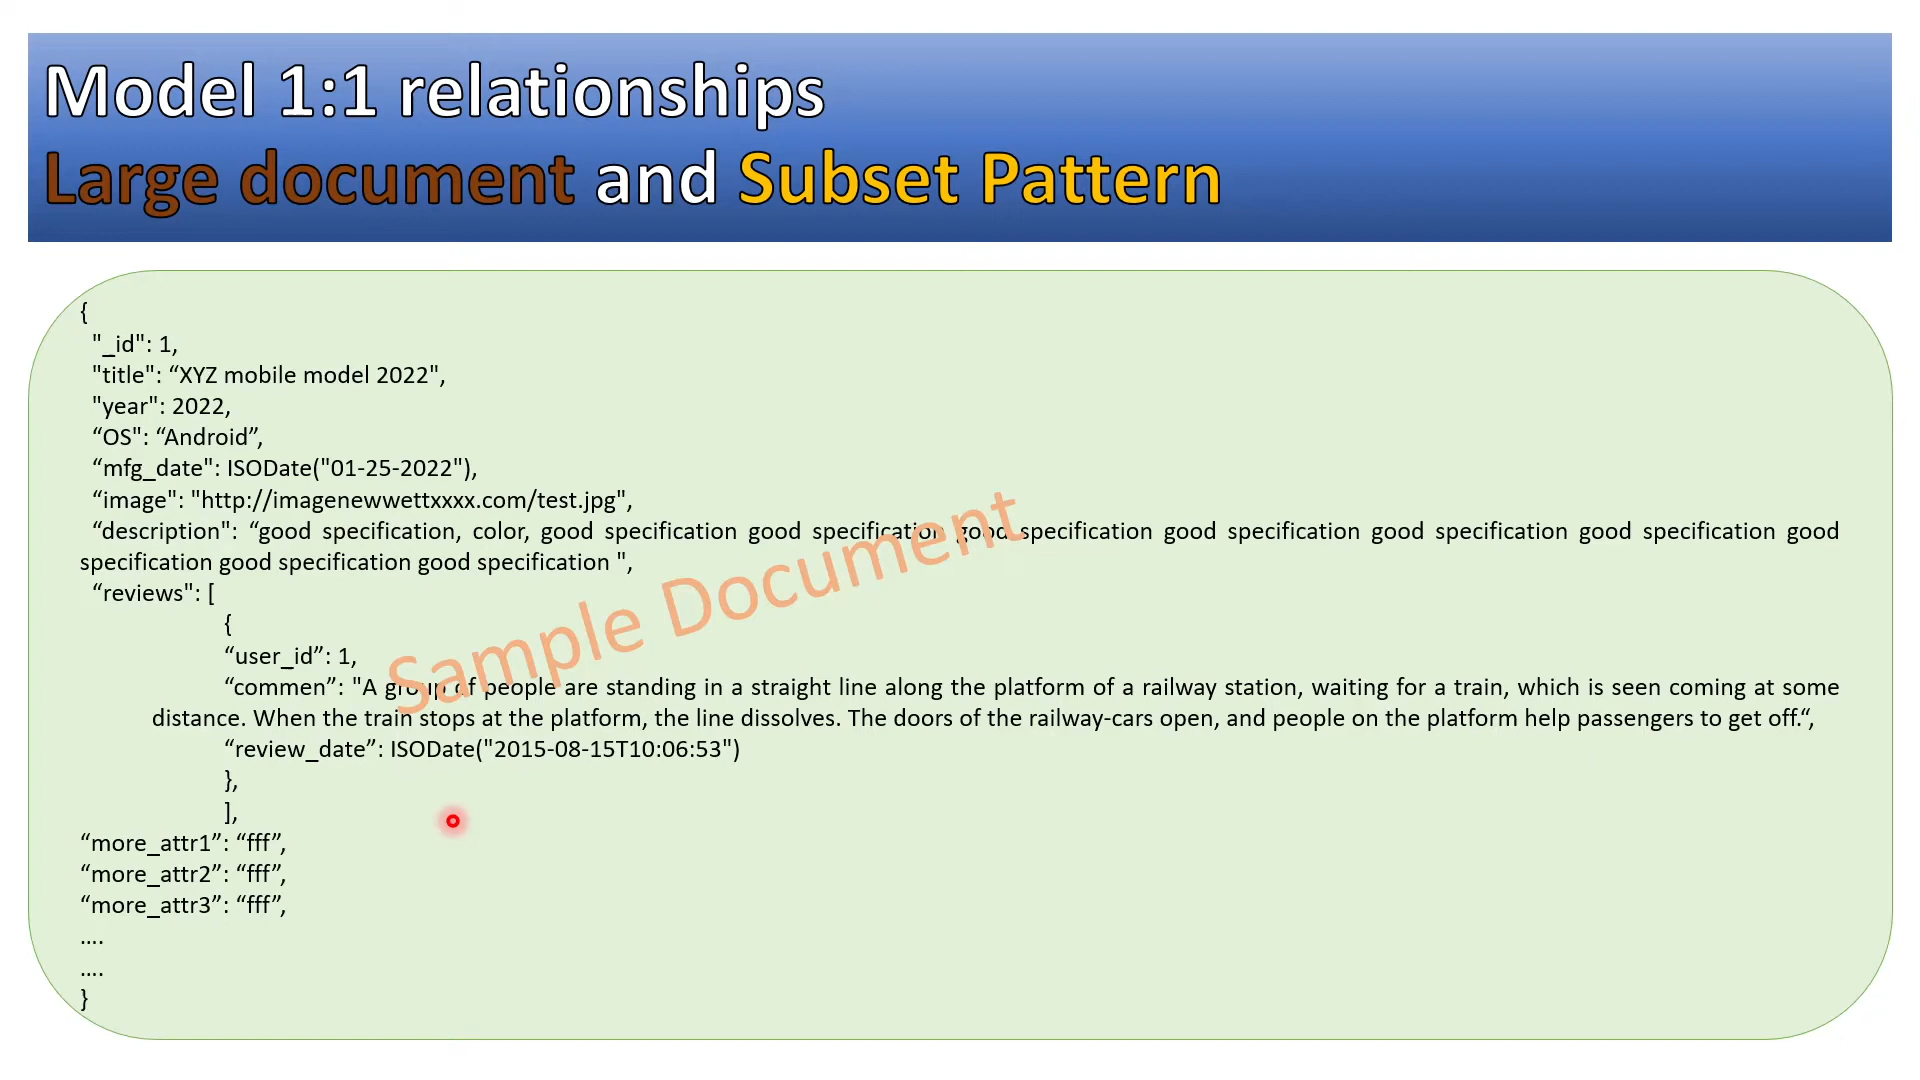 Model 1:1 relationships
Large document and Subset Pattern
{
"_id": 1,
"title": “XYZ mobile model 2022",
"year": 2022,
“OS": “Android”,
“mfg_date": ISODate("01-25-2022"),
“image": "http://imagenewwettxxxx.com/test.jpg",
“description": “good specification, color, good specification good specification good specification good specification good specification good specification good
specification good specification good specification ",
“reviews": [
{
“user_id”: 1,
“commen”: "A group of people are standing in a straight line along the platform of a railway station, waiting for a train, which is seen coming at some
distance. When the train stops at the platform, the line dissolves. The doors of the railway-cars open, and people on the platform help passengers to get off.“,
“review_date”: ISODate("2015-08-15T10:06:53")
},
],
“more_attr1”: “fff”,
“more_attr2”: “fff”,
“more_attr3”: “fff”,
....
....
}
Sample Document